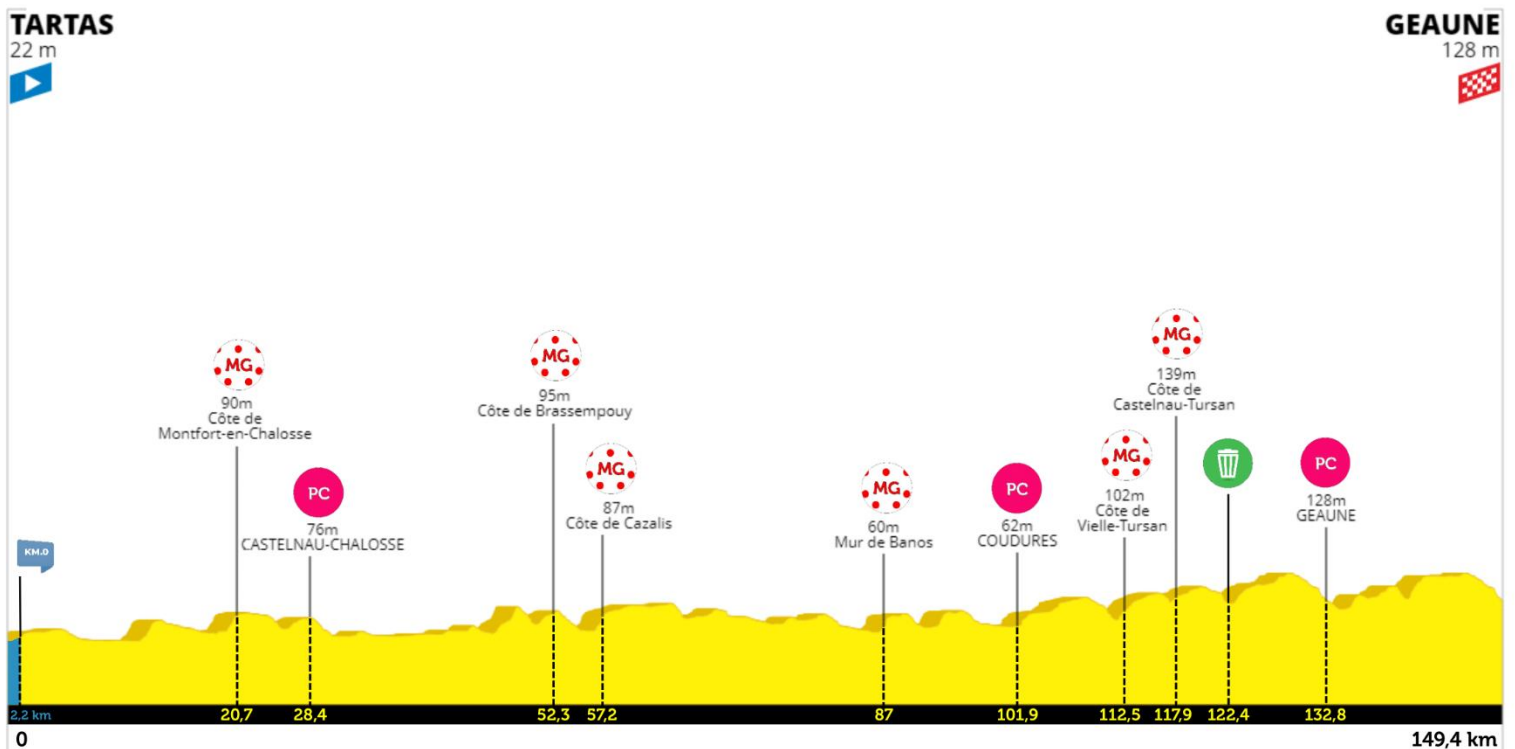 TARTAS
22 m
GEAUNE
128 m
MG
90m
Côte de
Montfort-en-Chalosse
PC
76m
CASTELNAU-CHALOSSE
MG
95m
Côte de Brassempouy
MG
87m
Côte de Cazalis
MG
60m
Mur de Banos
PC
62m
COUDURES
MG
102m
Côte de
Vielle-Tursan
MG
139m
Côte de
Castelnau-Tursan
PC
128m
GEAUNE
KM.0
2,2 km
20,7
28,4
52,3
57,2
87
101,9
112,5
117,9
122,4
132,8
0
149,4 km